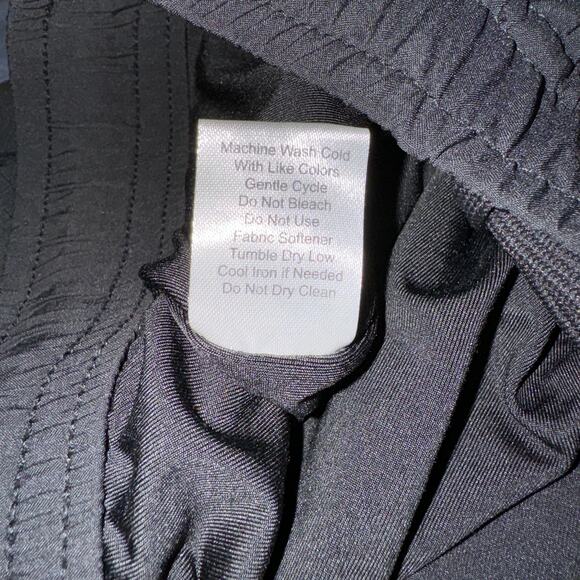 Machine Wash Cold
With Like Colors
Gentle Cycle
Do Not Bleach
Do Not Use
Fabric Softener
Tumble Dry Low
Cool Iron if Needed
Do Not Dry Clean